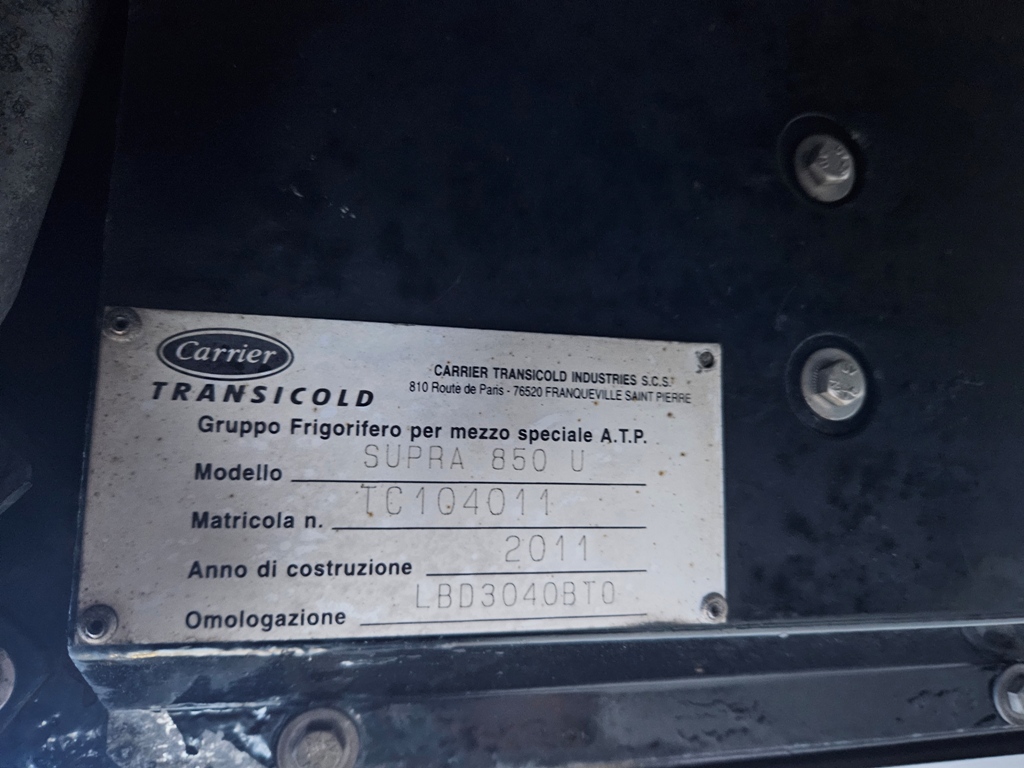 Carrier
TRANSICOLD
CARRIER TRANSICOLD INDUSTRIES S.C.S.
810 Route de Paris - 76520 FRANQUEVILLE SAINT PIERRE
Gruppo Frigorifero per mezzo speciale A.T.P.
Modello SUPRA 850 U
Matricola n. TC104011
Anno di costruzione 2011
Omologazione LBD3040BT0